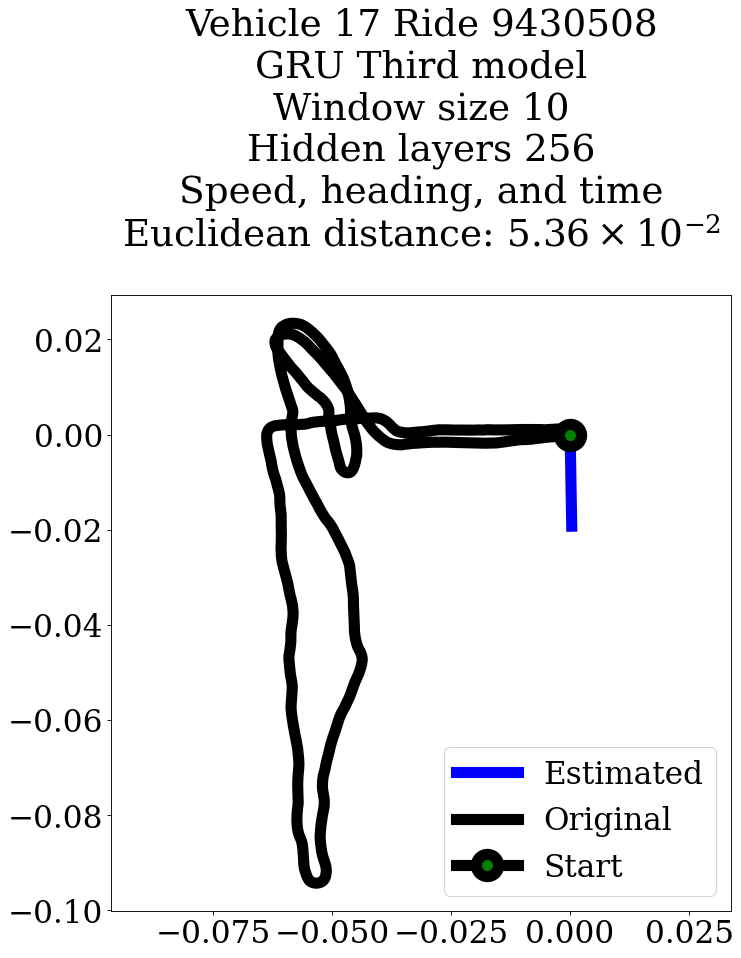 Vehicle 17 Ride 9430508
GRU Third model
Window size 10
Hidden layers 256
Speed, heading, and time
Euclidean distance: 5.36 × 10⁻²
0.02
0.00
−0.02
−0.04
−0.06
−0.08
−0.10
Estimated
Original
Start
−0.075 −0.050 −0.025 0.000 0.025